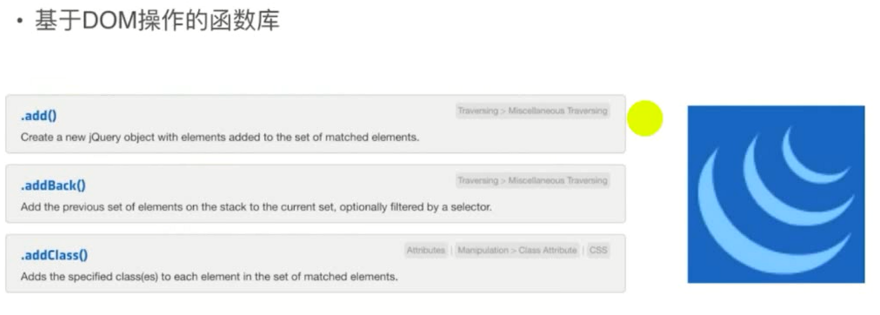 • 基于DOM操作的函数库
.add()
Traversing > Miscellaneous Traversing
Create a new jQuery object with elements added to the set of matched elements.
.addBack()
Traversing > Miscellaneous Traversing
Add the previous set of elements on the stack to the current set, optionally filtered by a selector.
.addClass()
Attributes | Manipulation > Class Attribute | CSS
Adds the specified class(es) to each element in the set of matched elements.